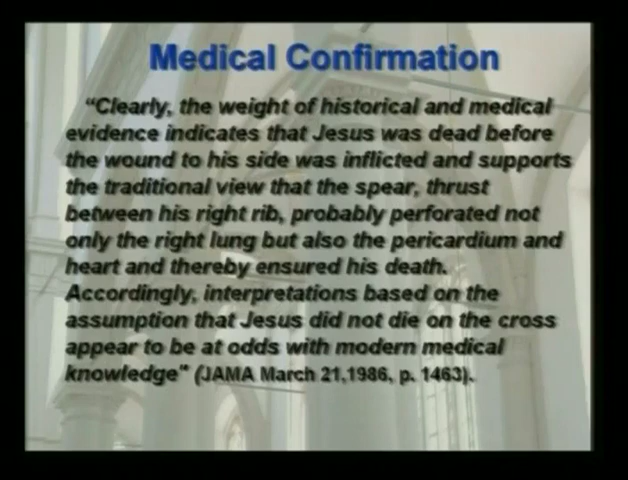 Medical Confirmation
“Clearly, the weight of historical and medical
evidence indicates that Jesus was dead before
the wound to his side was inflicted and supports
the traditional view that the spear, thrust
between his right rib, probably perforated not
only the right lung but also the pericardium and
heart and thereby ensured his death.
Accordingly, interpretations based on the
assumption that Jesus did not die on the cross
appear to be at odds with modern medical
knowledge" (JAMA March 21,1986, p. 1463).